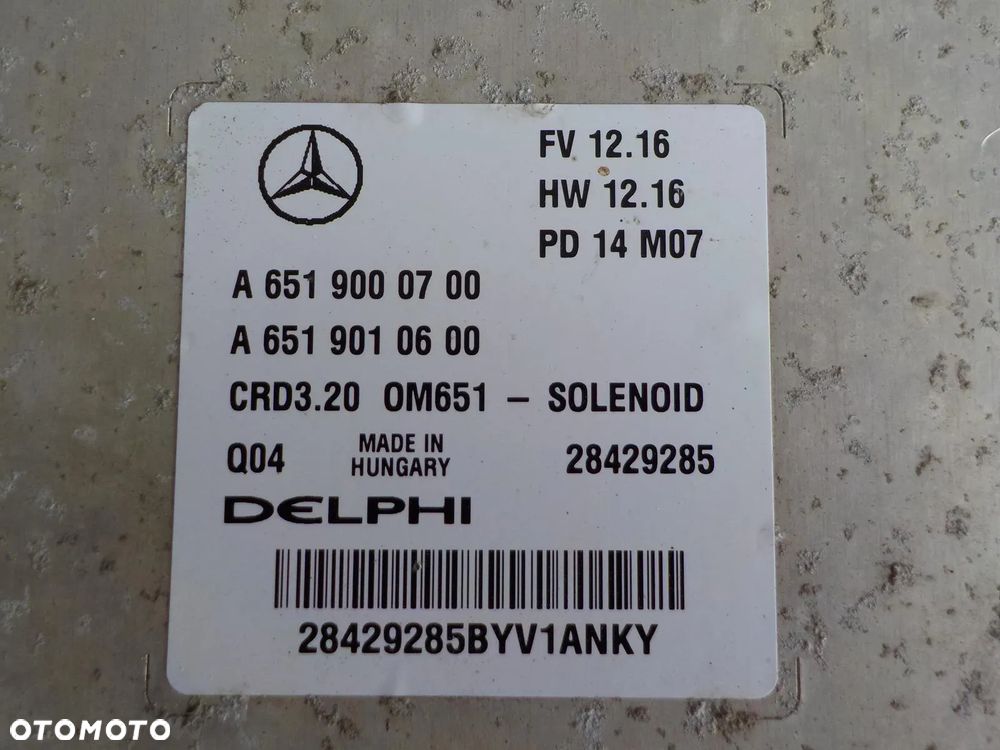 FV 12.16
HW 12.16
PD 14 M07
A 651 900 07 00
A 651 901 06 00
CRD3.20 OM651 – SOLENOID
Q04 MADE IN HUNGARY 28429285
DELPHI
28429285BYV1ANKY
OTOMOTO